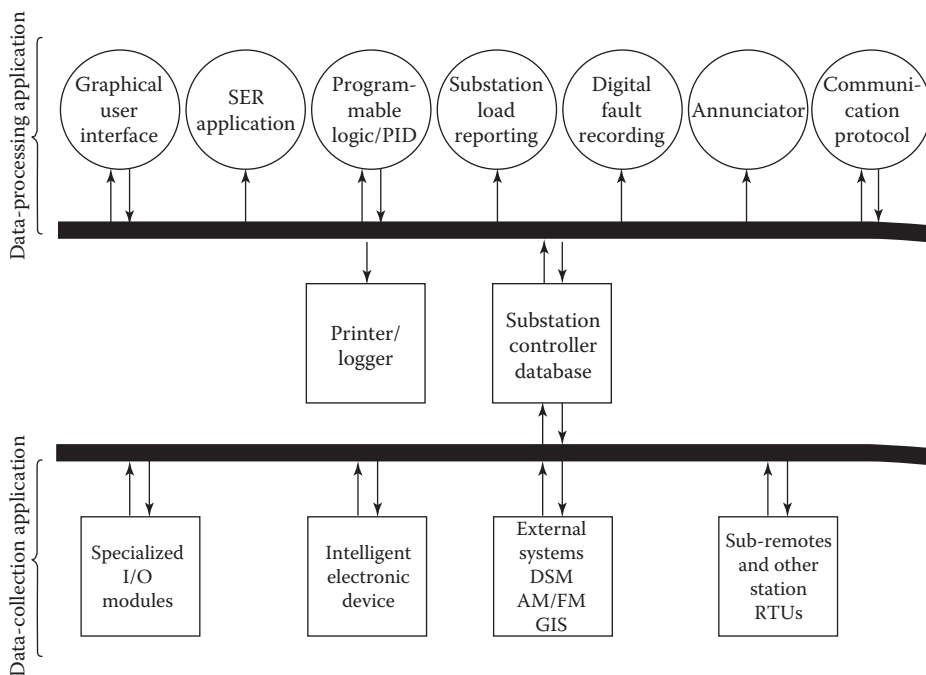 Data-processing application
Graphical
user
interface
SER
application
Program-
mable
logic/PID
Substation
load
reporting
Digital
fault
recording
Annunciator
Communi-
cation
protocol
Printer/
logger
Substation
controller
database
Data-collection application
Specialized
I/O
modules
Intelligent
electronic
device
External
systems
DSM
AM/FM
GIS
Sub-remotes
and other
station
RTUs